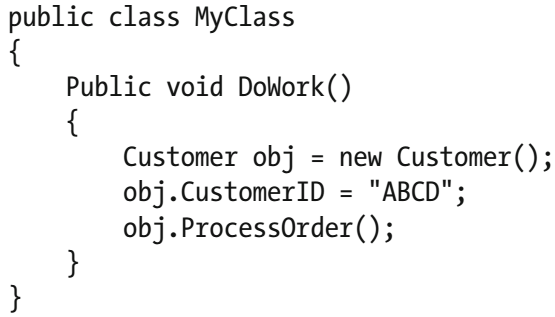 public class MyClass
{
    Public void DoWork()
    {
        Customer obj = new Customer();
        obj.CustomerID = "ABCD";
        obj.ProcessOrder();
    }
}